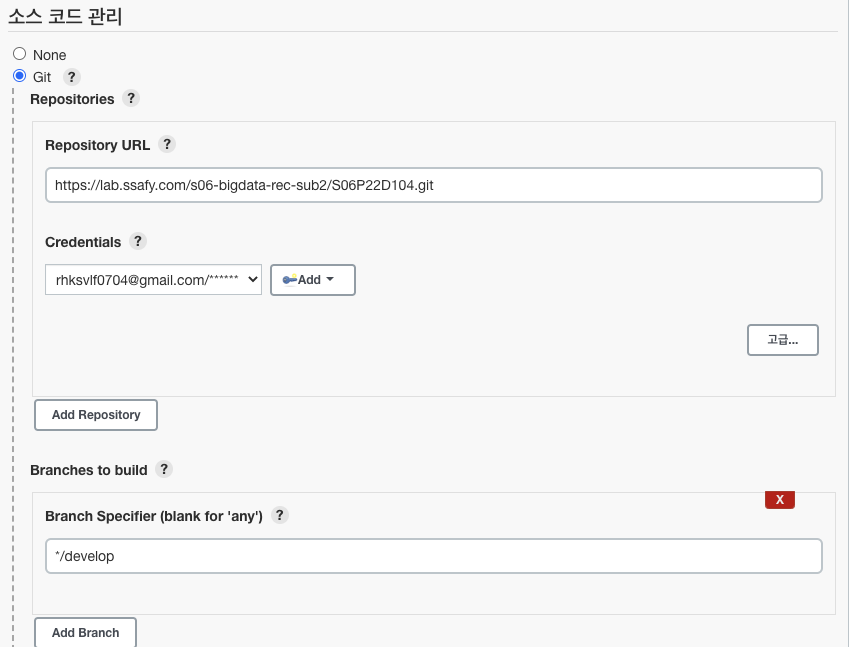 소스 코드 관리
None
Git ?
Repositories ?
Repository URL ?
https://lab.ssafy.com/s06-bigdata-rec-sub2/S06P22D104.git
Credentials ?
rhksvlf0704@gmail.com/****** Add
고급...
Add Repository
Branches to build ?
X
Branch Specifier (blank for 'any') ?
*/develop
Add Branch